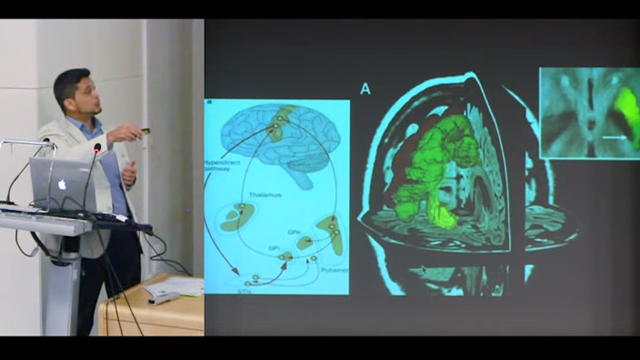 a
A
Hyperdirect
pathway
Thalamus
GPe
GPi
Putamen
STN